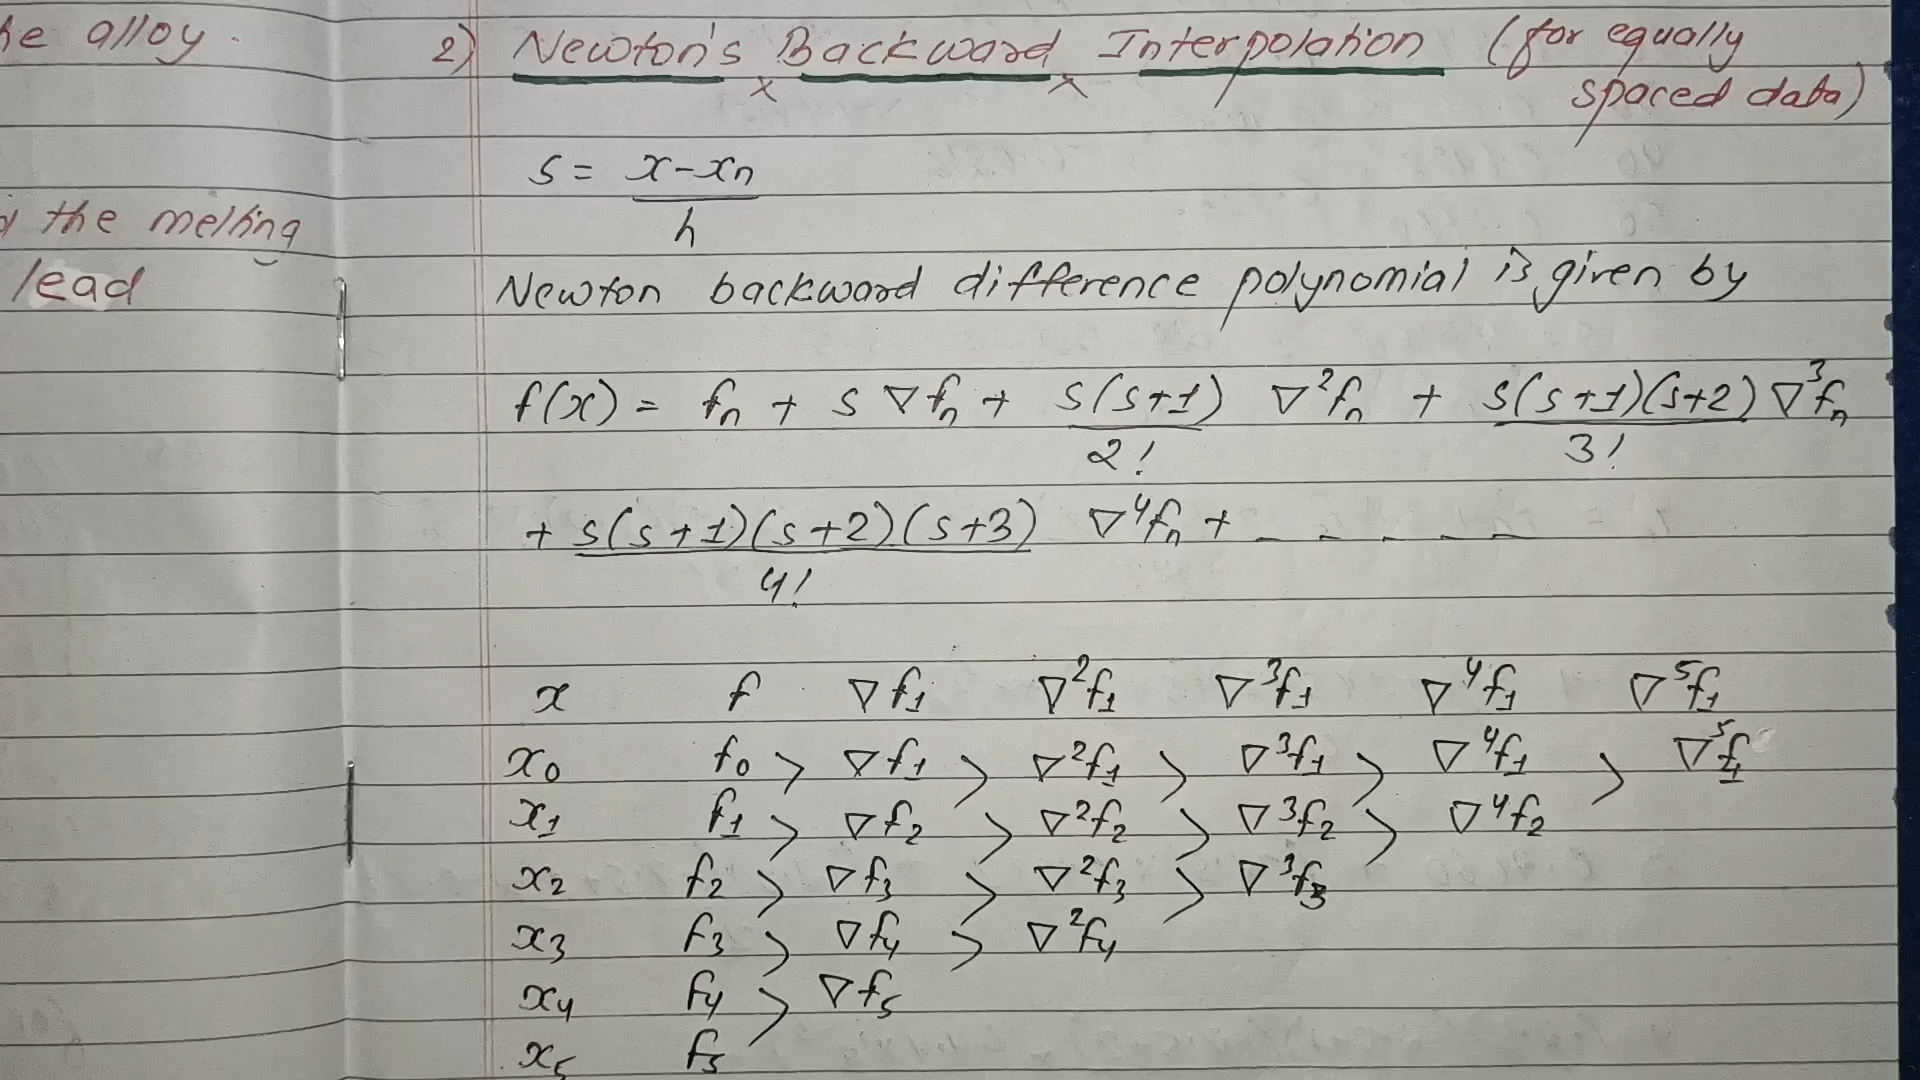 he alloy.
the melting
lead
2) Newton's Backward Interpolation (for equally
spaced data)
s = x-xn
h
Newton backward difference polynomial is given by
f(x) = fn + s ∇fn + s(s+1) ∇²fn + s(s+1)(s+2) ∇³fn
2! 3!
+ s(s+1)(s+2)(s+3) ∇⁴fn + _ _ _ _ _
4!
x f ∇f1 ∇²f1 ∇³f1 ∇⁴f1 ∇⁵f1
x0 f0 > ∇f1 > ∇²f1 > ∇³f1 > ∇⁴f1 > ∇⁵f1
x1 f1 > ∇f2 > ∇²f2 > ∇³f2 > ∇⁴f2
x2 f2 > ∇f3 > ∇²f3 > ∇³f3
x3 f3 > ∇f4 > ∇²f4
x4 f4 > ∇f5
x5 f5